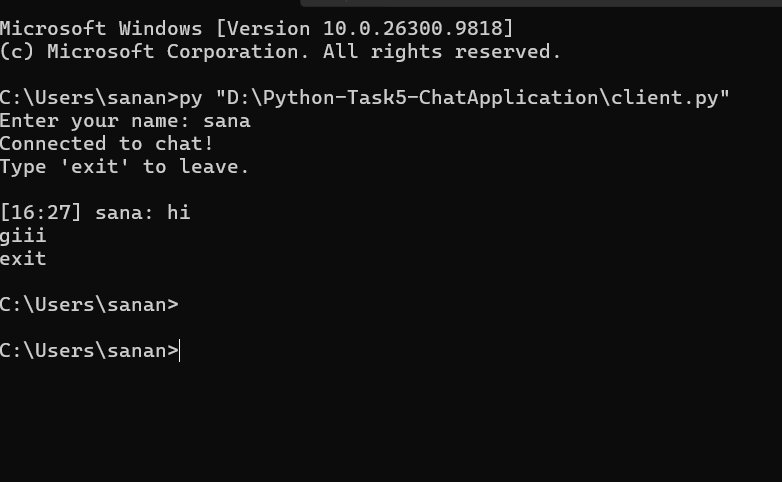 Microsoft Windows [Version 10.0.26300.9818]
(c) Microsoft Corporation. All rights reserved.
C:\Users\sanan>py "D:\Python-Task5-ChatApplication\client.py"
Enter your name: sana
Connected to chat!
Type 'exit' to leave.
[16:27] sana: hi
giii
exit
C:\Users\sanan>
C:\Users\sanan>